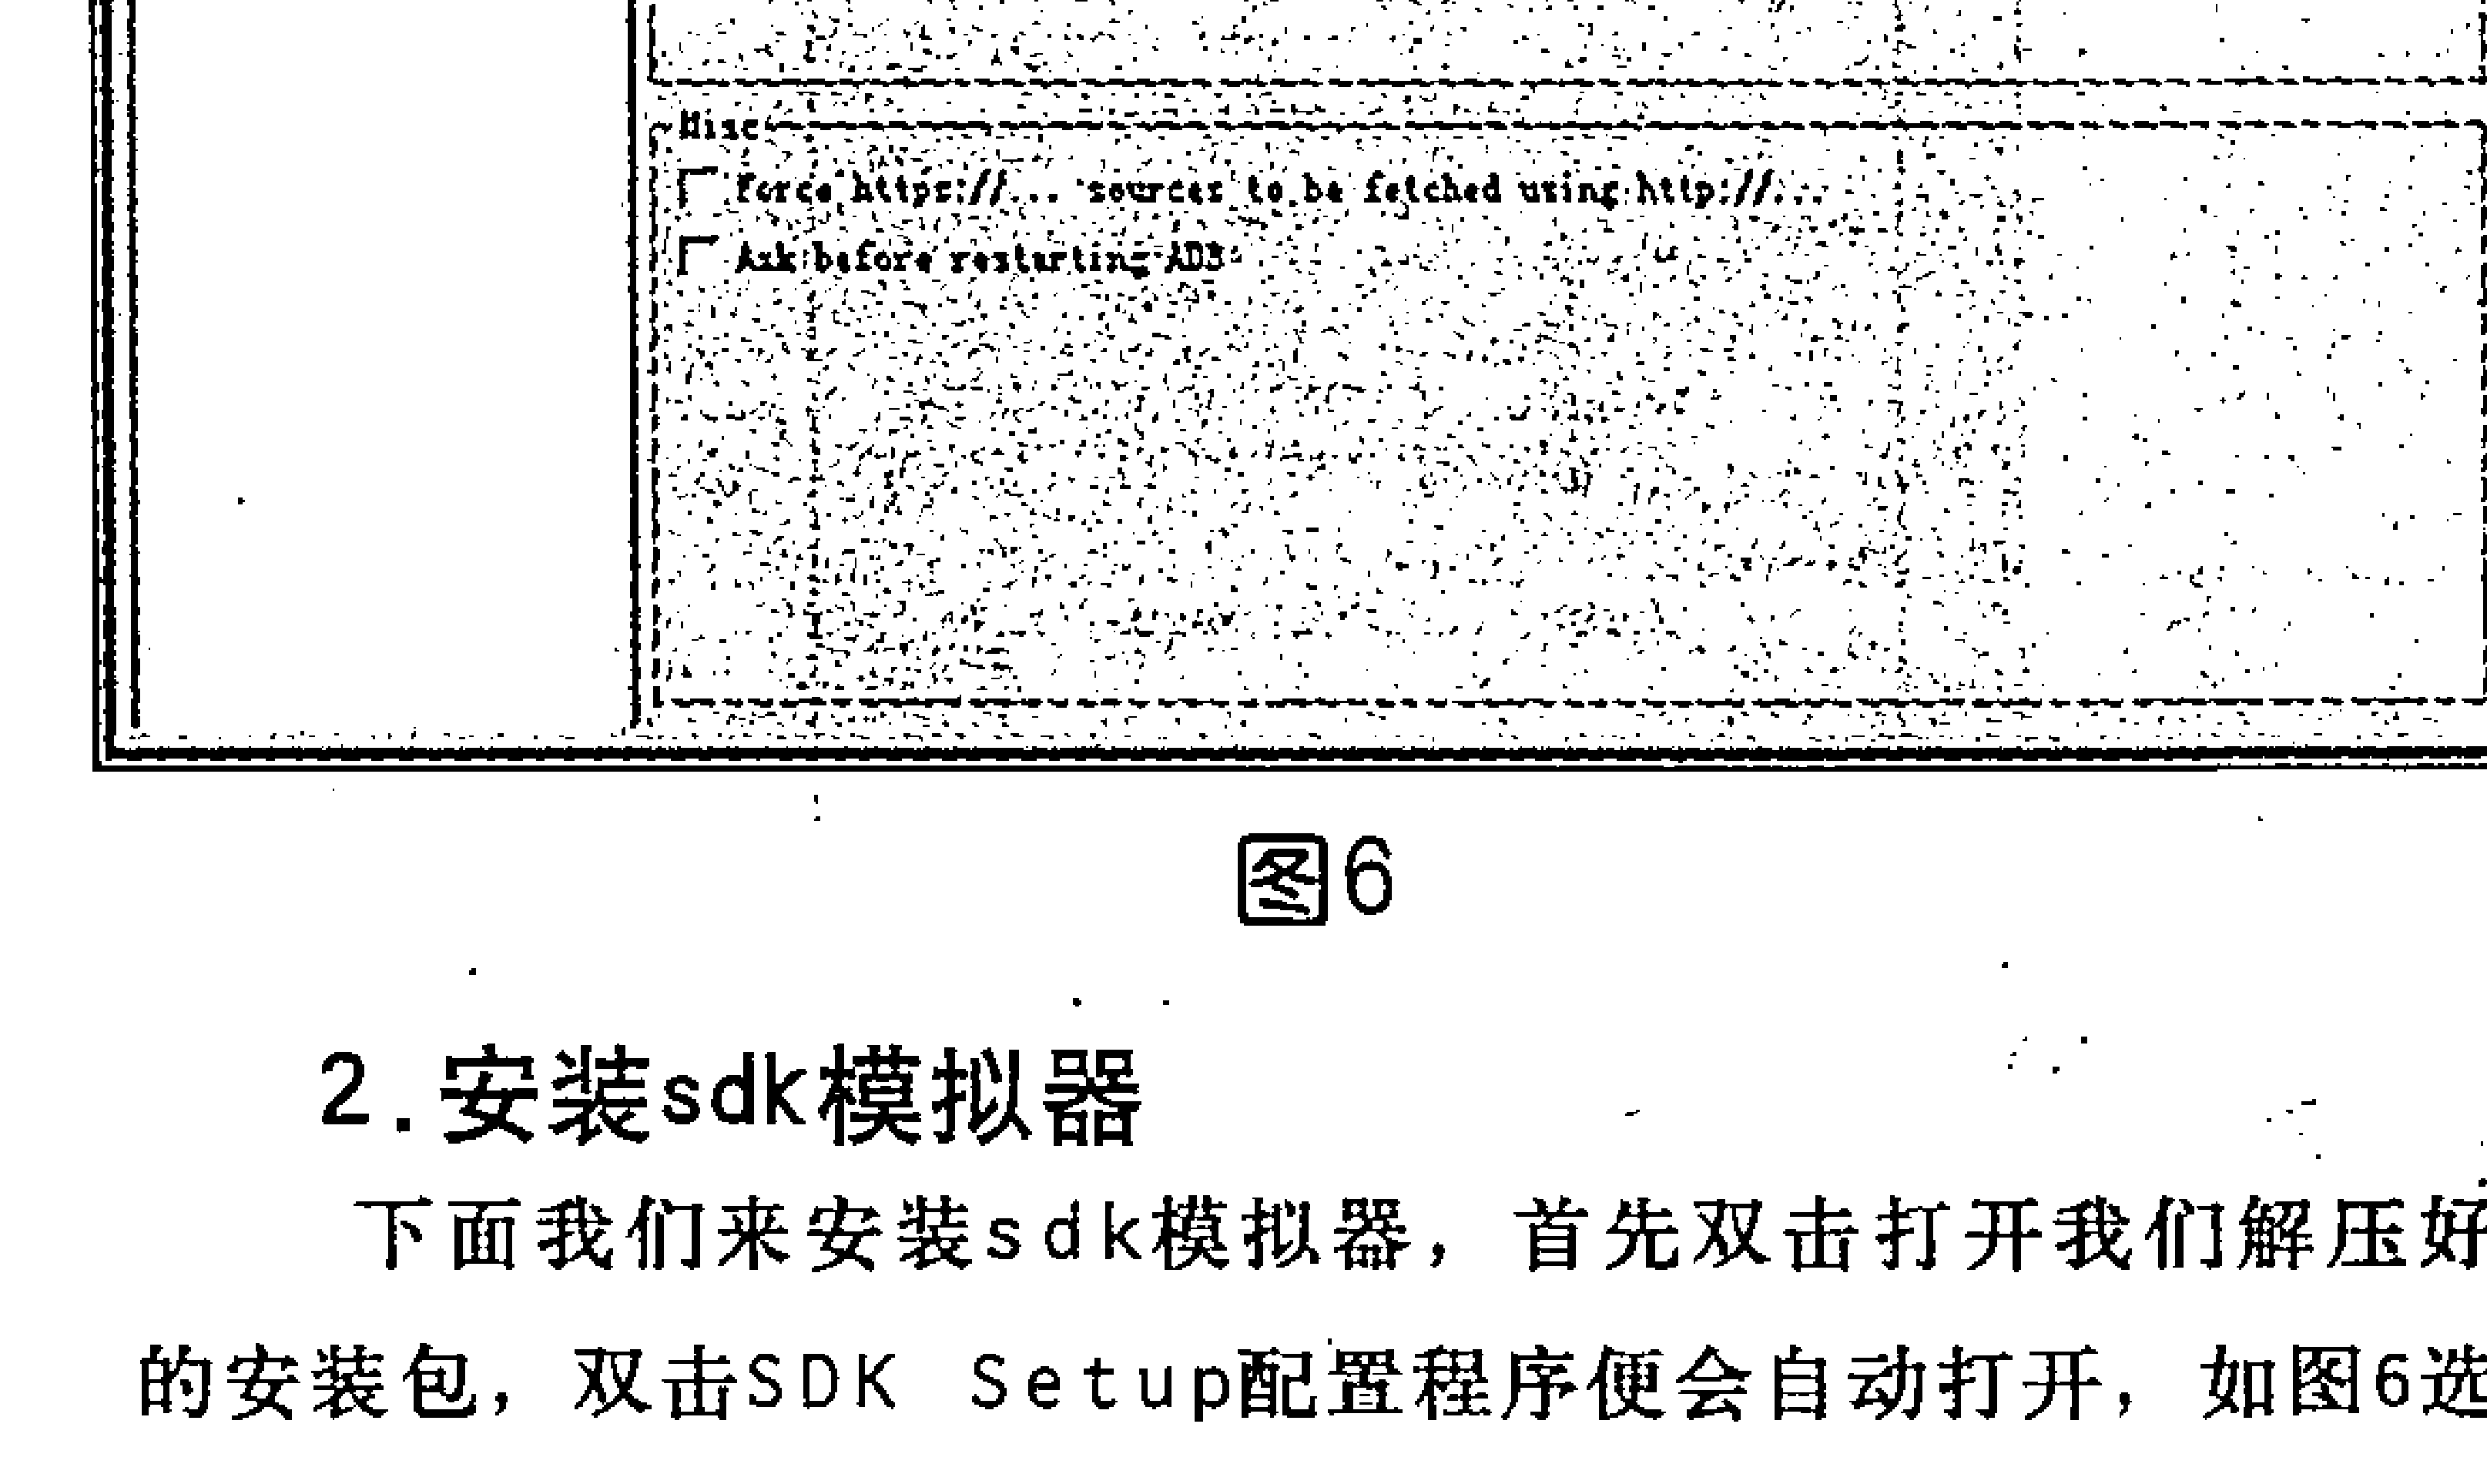 Misc
Force https://... sources to be fetched using http://...
Ask before restarting ADB
图6
2.安装sdk模拟器
下面我们来安装sdk模拟器，首先双击打开我们解压好
的安装包，双击SDK Setup配置程序便会自动打开，如图6选